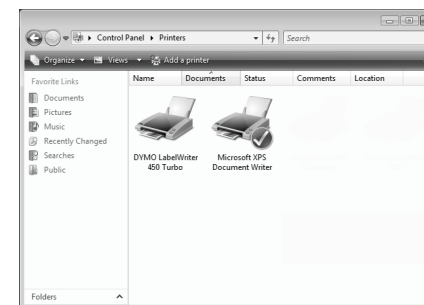 Control Panel ▸ Printers
Search
Organize
Views
Add a printer
Favorite Links
Name
Documents
Status
Comments
Location
Documents
Pictures
Music
Recently Changed
Searches
Public
DYMO LabelWriter
450 Turbo
Microsoft XPS
Document Writer
Folders